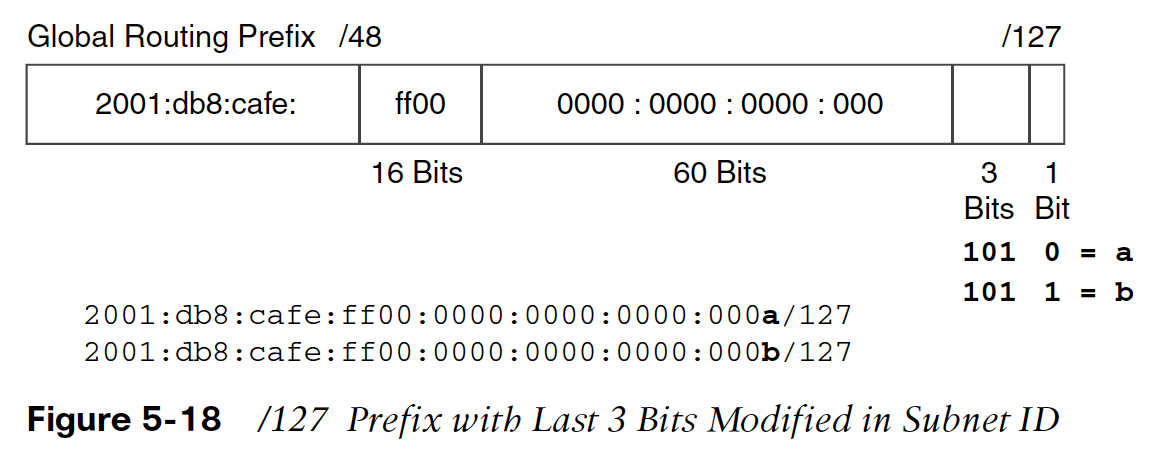 Global Routing Prefix /48 /127
2001:db8:cafe: ff00 0000 : 0000 : 0000 : 000
16 Bits 60 Bits 3 Bits 1 Bit
101 0 = a
101 1 = b
2001:db8:cafe:ff00:0000:0000:0000:000a/127
2001:db8:cafe:ff00:0000:0000:0000:000b/127
Figure 5-18 /127 Prefix with Last 3 Bits Modified in Subnet ID